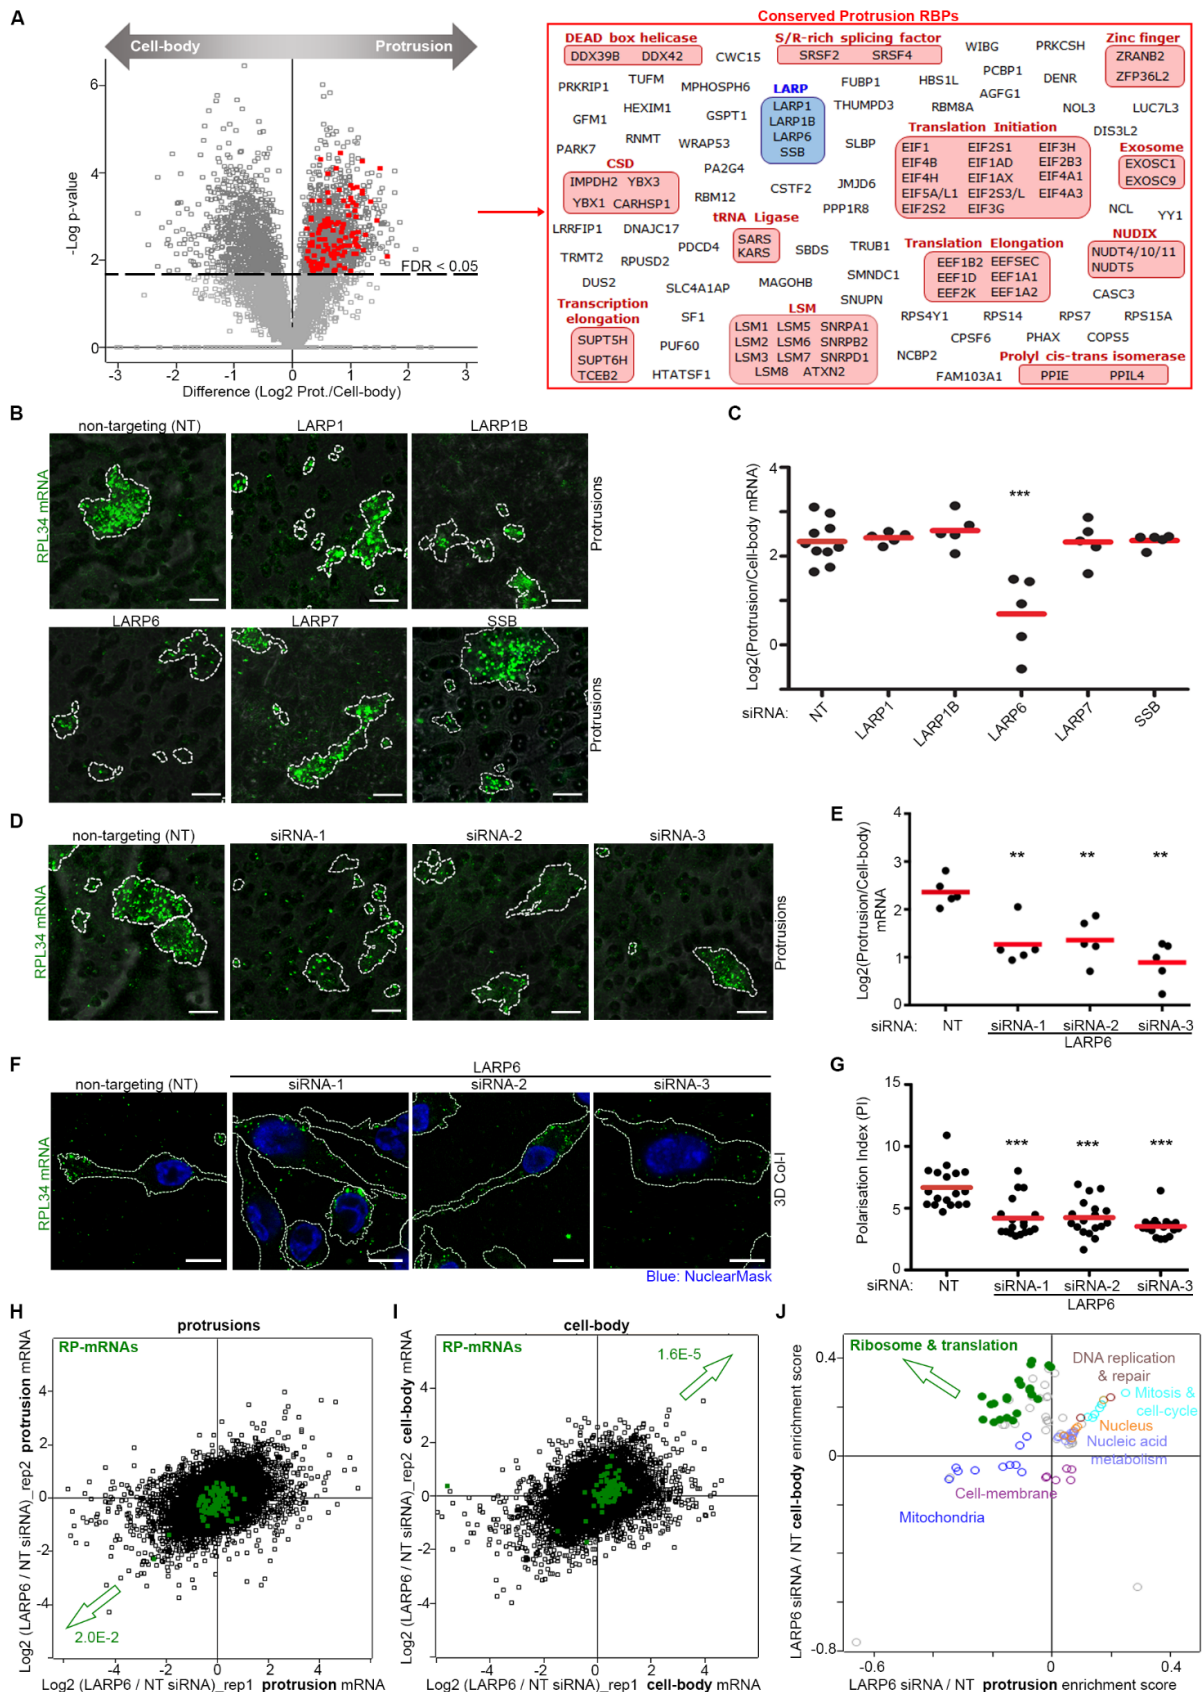 A
Cell-body Protrusion
-Log p-value
6
4
2
0
FDR < 0.05
-3 -2 -1 0 1 2 3
Difference (Log2 Prot./Cell-body)
Conserved Protrusion RBPs
DEAD box helicase
DDX39B DDX42
CWC15
S/R-rich splicing factor
SRSF2 SRSF4
WIBG
PRKCSH
Zinc finger
ZRANB2
ZFP36L2
PRKRIP1
TUFM
MPHOSPH6
FUBP1
HBS1L
PCBP1
DENR
AGFG1
GFM1
HEXIM1
GSPT1
LARP
LARP1
LARP1B
LARP6
SSB
THUMPD3
RBM8A
NOL3
LUC7L3
PARK7
RNMT
WRAP53
SLBP
DIS3L2
Translation Initiation
EIF1 EIF2S1 EIF3H
EIF4B EIF1AD EIF2B3
EIF4H EIF1AX EIF4A1
EIF5A/L1 EIF2S3/L EIF4A3
EIF2S2 EIF3G
Exosome
EXOSC1
EXOSC9
CSD
IMPDH2 YBX3
YBX1 CARHSP1
PA2G4
RBM12
CSTF2
JMJD6
PPP1R8
NCL
YY1
LRRFIP1
DNAJC17
tRNA Ligase
SARS
KARS
PDCD4
SBDS
TRUB1
NUDIX
NUDT4/10/11
NUDT5
TRMT2
RPUSD2
Translation Elongation
EEF1B2 EEFSEC
EEF1D EEF1A1
EEF2K EEF1A2
DUS2
SLC4A1AP
MAGOHB
SMNDC1
SNUPN
CASC3
Transcription
elongation
SUPT5H
SUPT6H
TCEB2
SF1
PUF60
HTATSF1
LSM
LSM1 LSM5 SNRPA1
LSM2 LSM6 SNRPB2
LSM3 LSM7 SNRPD1
LSM8 ATXN2
RPS4Y1
RPS14
RPS7
RPS15A
CPSF6
PHAX
COPS5
NCBP2
FAM103A1
Prolyl cis-trans isomerase
PPIE PPIL4
B
non-targeting (NT) LARP1 LARP1B
RPL34 mRNA
Protrusions
LARP6 LARP7 SSB
Protrusions
C
Log2(Protrusion/Cell-body mRNA)
4
2
0
***
siRNA: NT LARP1 LARP1B LARP6 LARP7 SSB
D
non-targeting (NT) siRNA-1 siRNA-2 siRNA-3
RPL34 mRNA
Protrusions
E
Log2(Protrusion/Cell-body)
mRNA
4
3
2
1
0
** ** **
siRNA: NT siRNA-1 siRNA-2 siRNA-3
LARP6
F
LARP6
non-targeting (NT) siRNA-1 siRNA-2 siRNA-3
RPL34 mRNA
3D Col-I
Blue: NuclearMask
G
Polarisation Index (PI)
15
10
5
0
*** *** ***
siRNA: NT siRNA-1 siRNA-2 siRNA-3
LARP6
H
protrusions
RP-mRNAs
Log2 (LARP6 / NT siRNA)_rep2 protrusion mRNA
4
2
0
-2
-4
2.0E-2
-6 -4 -2 0 2 4 6
Log2 (LARP6 / NT siRNA)_rep1 protrusion mRNA
I
cell-body
RP-mRNAs
1.6E-5
Log2 (LARP6 / NT siRNA)_rep2 cell-body mRNA
4
2
0
-2
-4
-6 -4 -2 0 2 4
Log2 (LARP6 / NT siRNA)_rep1 cell-body mRNA
J
LARP6 siRNA / NT cell-body enrichment score
Ribosome & translation
DNA replication
& repair
Mitosis &
cell-cycle
Nucleus
Nucleic acid
metabolism
Cell-membrane
Mitochondria
0.4
0
-0.8
-0.6 0 0.4
LARP6 siRNA / NT protrusion enrichment score